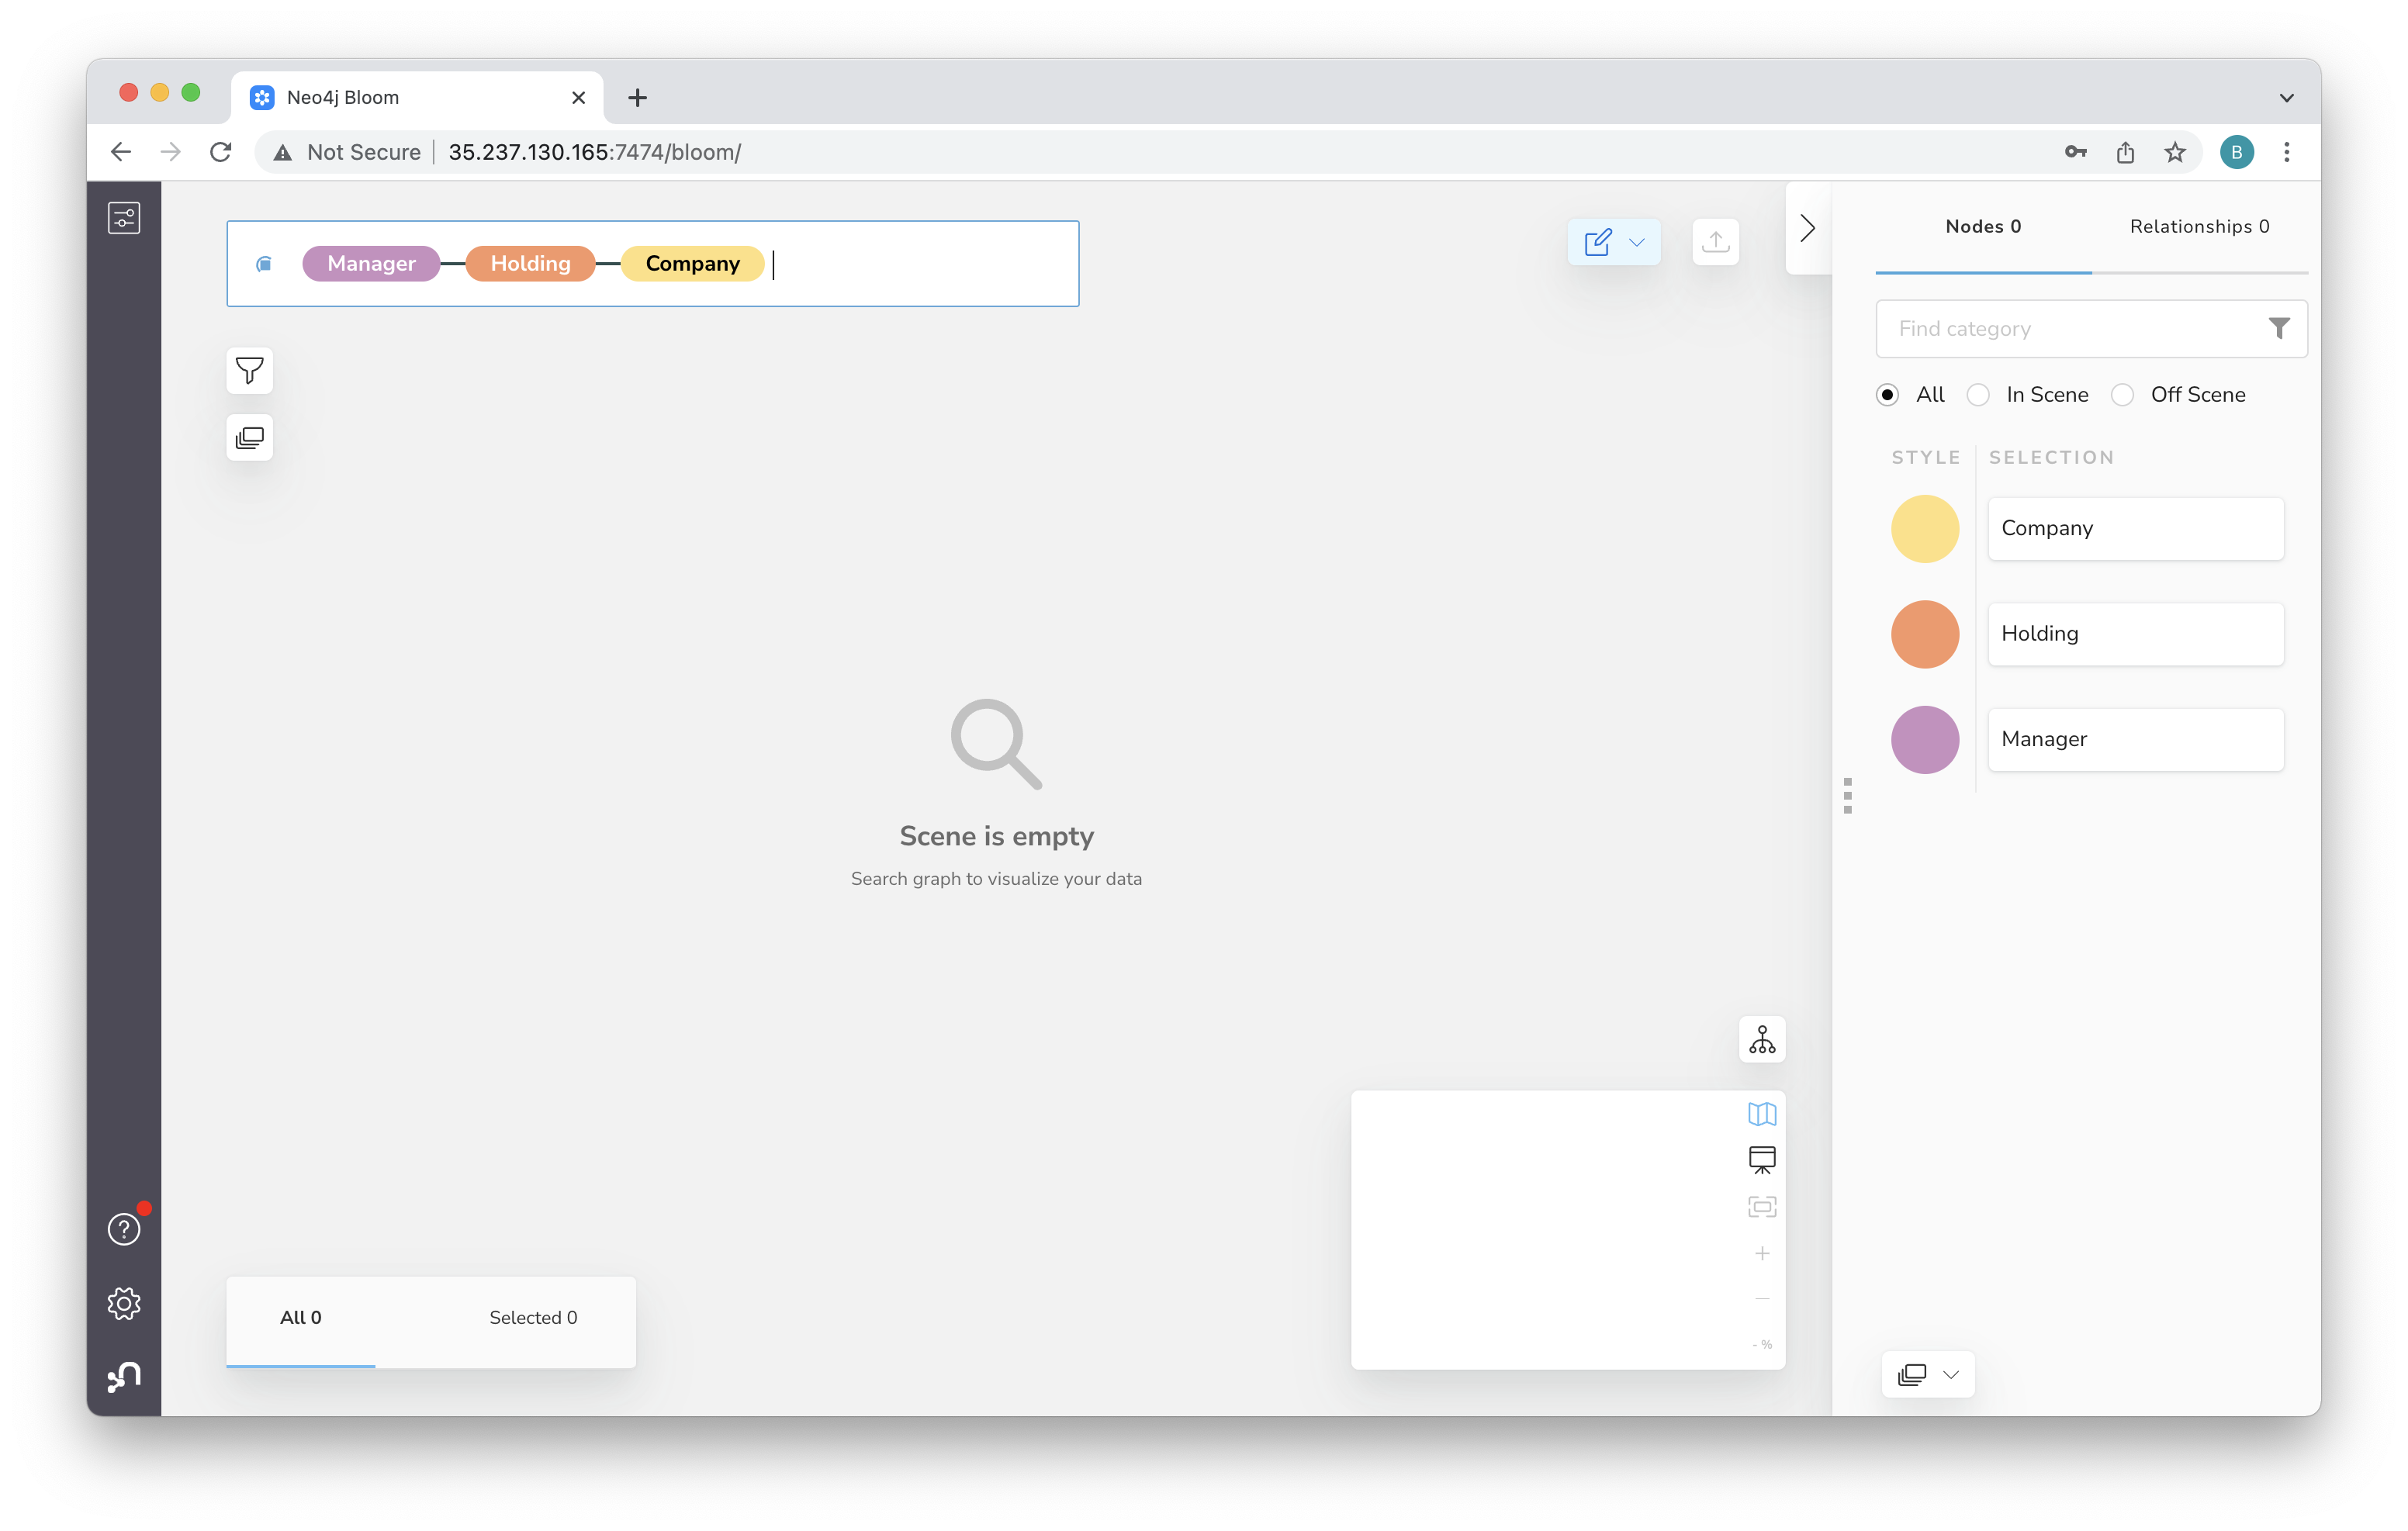 Neo4j Bloom
Not Secure 35.237.130.165:7474/bloom/
B
Manager Holding Company
Nodes 0 Relationships 0
Find category
All In Scene Off Scene
STYLE SELECTION
Company
Holding
Manager
Scene is empty
Search graph to visualize your data
?
All 0 Selected 0
- %